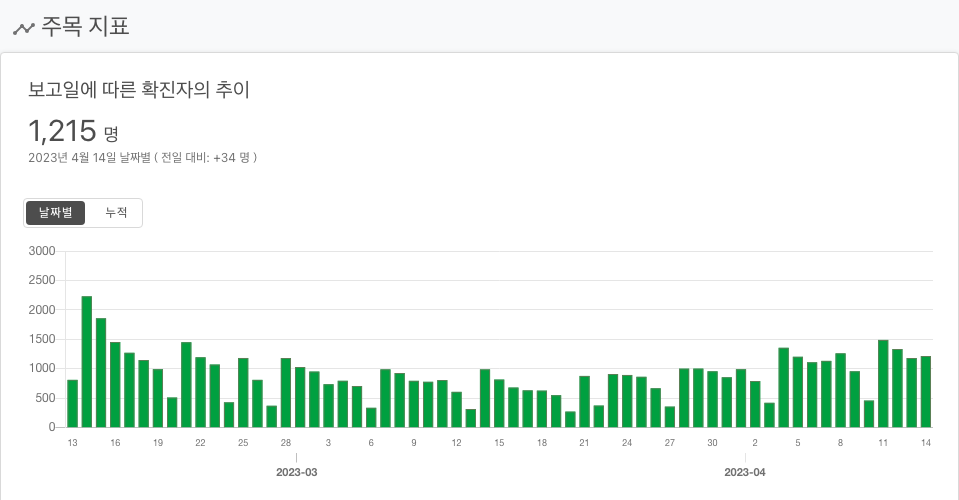 주목 지표
보고일에 따른 확진자의 추이
1,215 명
2023년 4월 14일 날짜별 ( 전일 대비: +34 명 )
날짜별 누적
3000
2500
2000
1500
1000
500
0
13 16 19 22 25 28 3 6 9 12 15 18 21 24 27 30 2 5 8 11 14
2023-03 2023-04